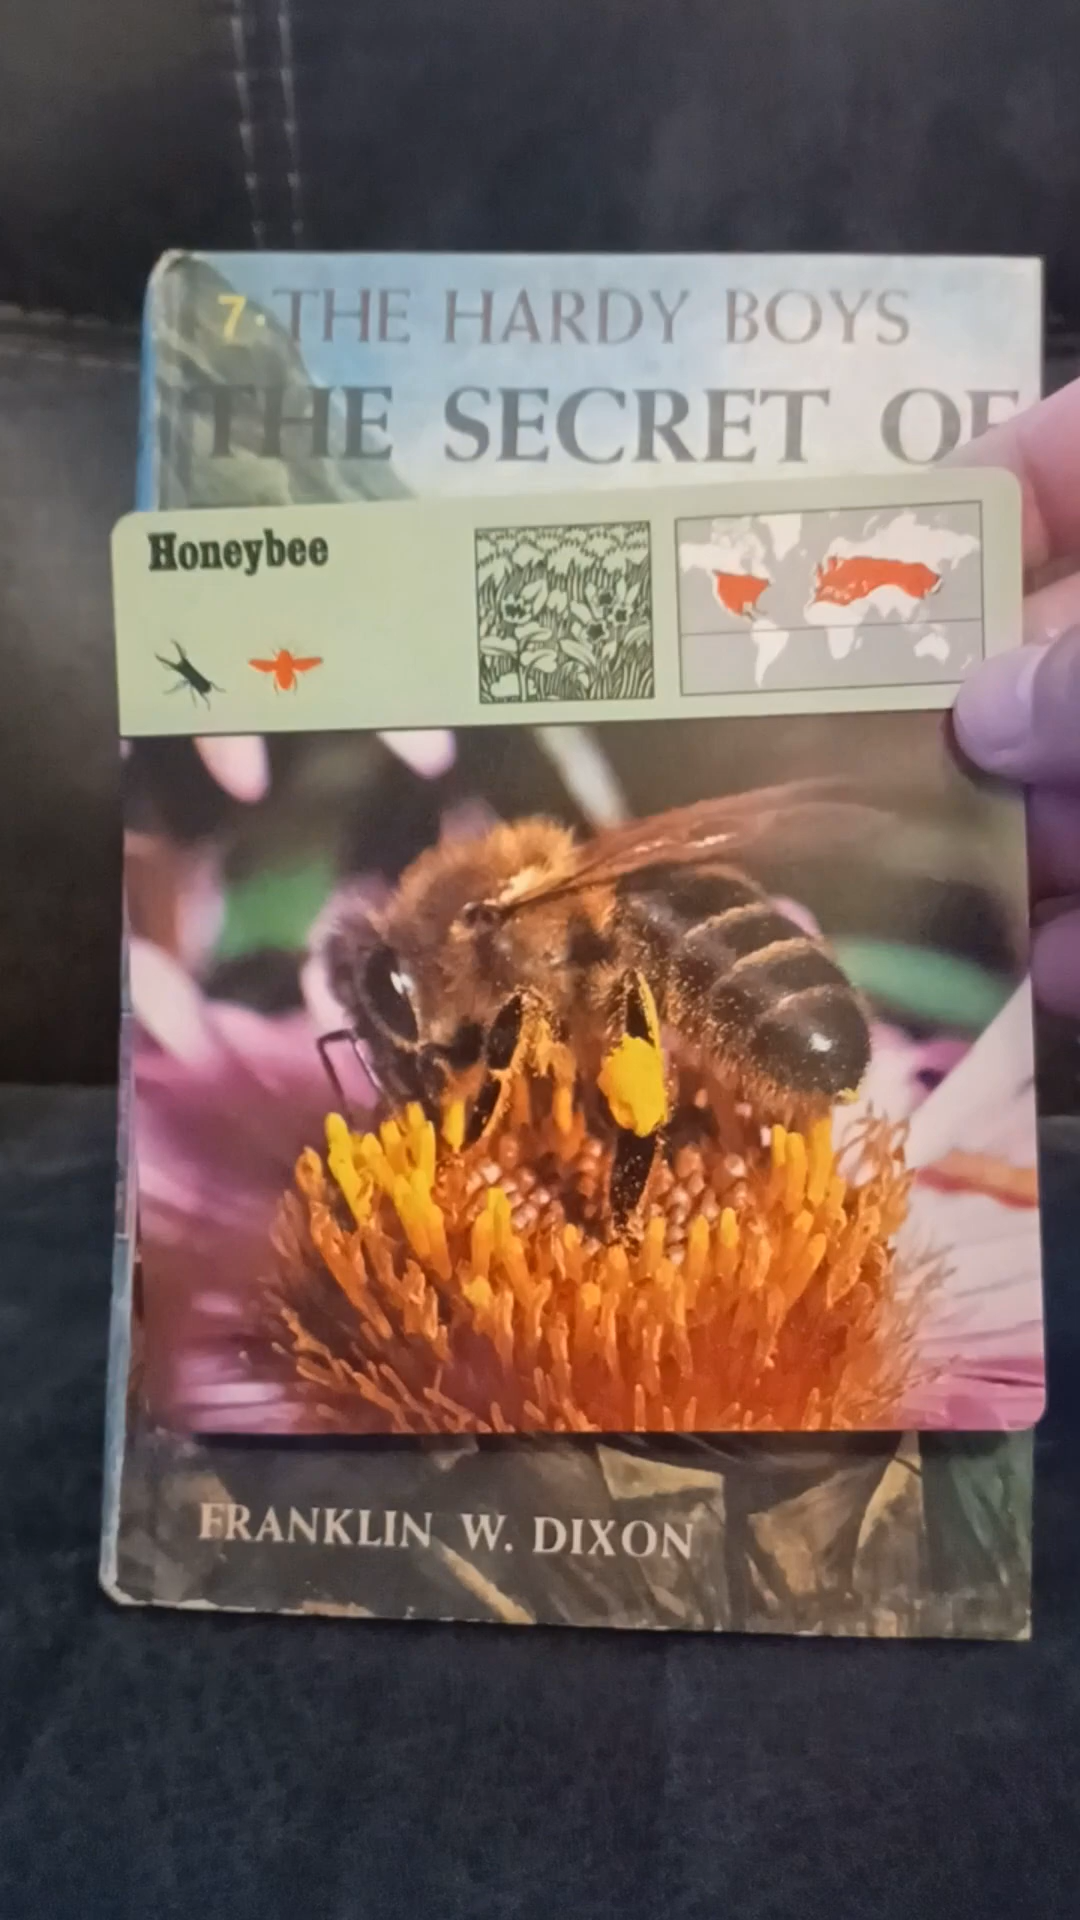 7. THE HARDY BOYS
THE SECRET OF
Honeybee
FRANKLIN W. DIXON